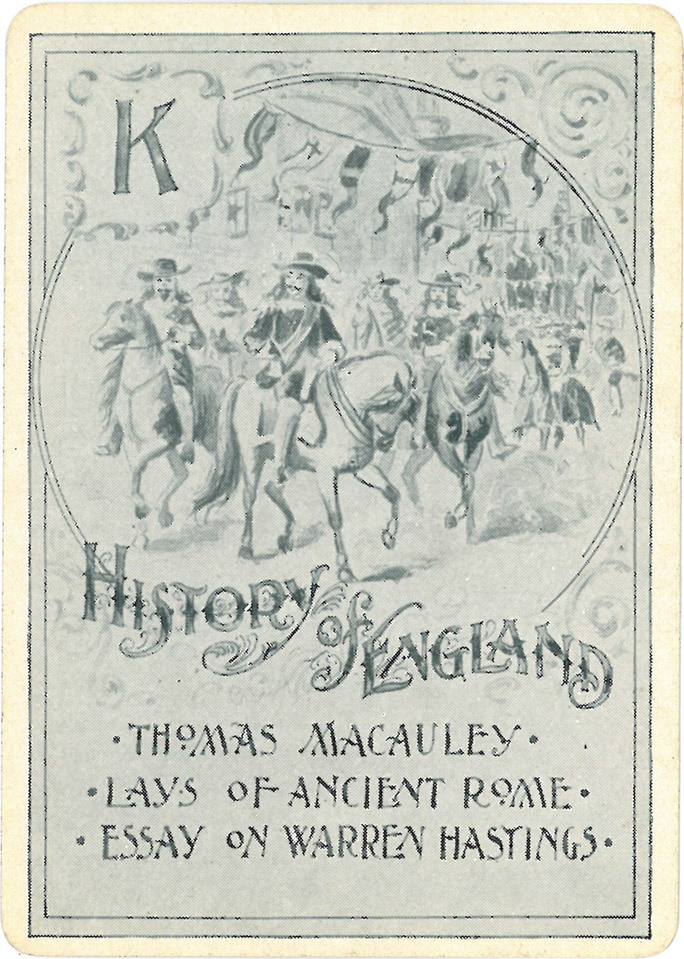 K
HISTORY of ENGLAND
· THOMAS MACAULEY ·
· LAYS OF ANCIENT ROME ·
· ESSAY ON WARREN HASTINGS ·